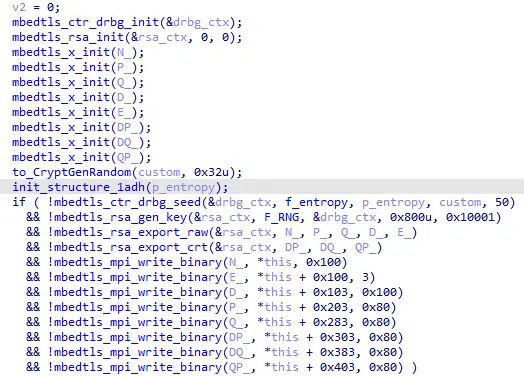 v2 = 0;
mbedtls_ctr_drbg_init(&drbg_ctx);
mbedtls_rsa_init(&rsa_ctx, 0, 0);
mbedtls_x_init(N_);
mbedtls_x_init(P_);
mbedtls_x_init(Q_);
mbedtls_x_init(D_);
mbedtls_x_init(E_);
mbedtls_x_init(DP_);
mbedtls_x_init(DQ_);
mbedtls_x_init(QP_);
to_CryptGenRandom(custom, 0x32u);
init_structure_1adh(p_entropy);
if ( !mbedtls_ctr_drbg_seed(&drbg_ctx, f_entropy, p_entropy, custom, 50)
&& !mbedtls_rsa_gen_key(&rsa_ctx, F_RNG, &drbg_ctx, 0x800u, 0x10001)
&& !mbedtls_rsa_export_raw(&rsa_ctx, N_, P_, Q_, D_, E_)
&& !mbedtls_rsa_export_crt(&rsa_ctx, DP_, DQ_, QP_)
&& !mbedtls_mpi_write_binary(N_, *this, 0x100)
&& !mbedtls_mpi_write_binary(E_, *this + 0x100, 3)
&& !mbedtls_mpi_write_binary(D_, *this + 0x103, 0x100)
&& !mbedtls_mpi_write_binary(P_, *this + 0x203, 0x80)
&& !mbedtls_mpi_write_binary(Q_, *this + 0x283, 0x80)
&& !mbedtls_mpi_write_binary(DP_, *this + 0x303, 0x80)
&& !mbedtls_mpi_write_binary(DQ_, *this + 0x383, 0x80)
&& !mbedtls_mpi_write_binary(QP_, *this + 0x403, 0x80) )